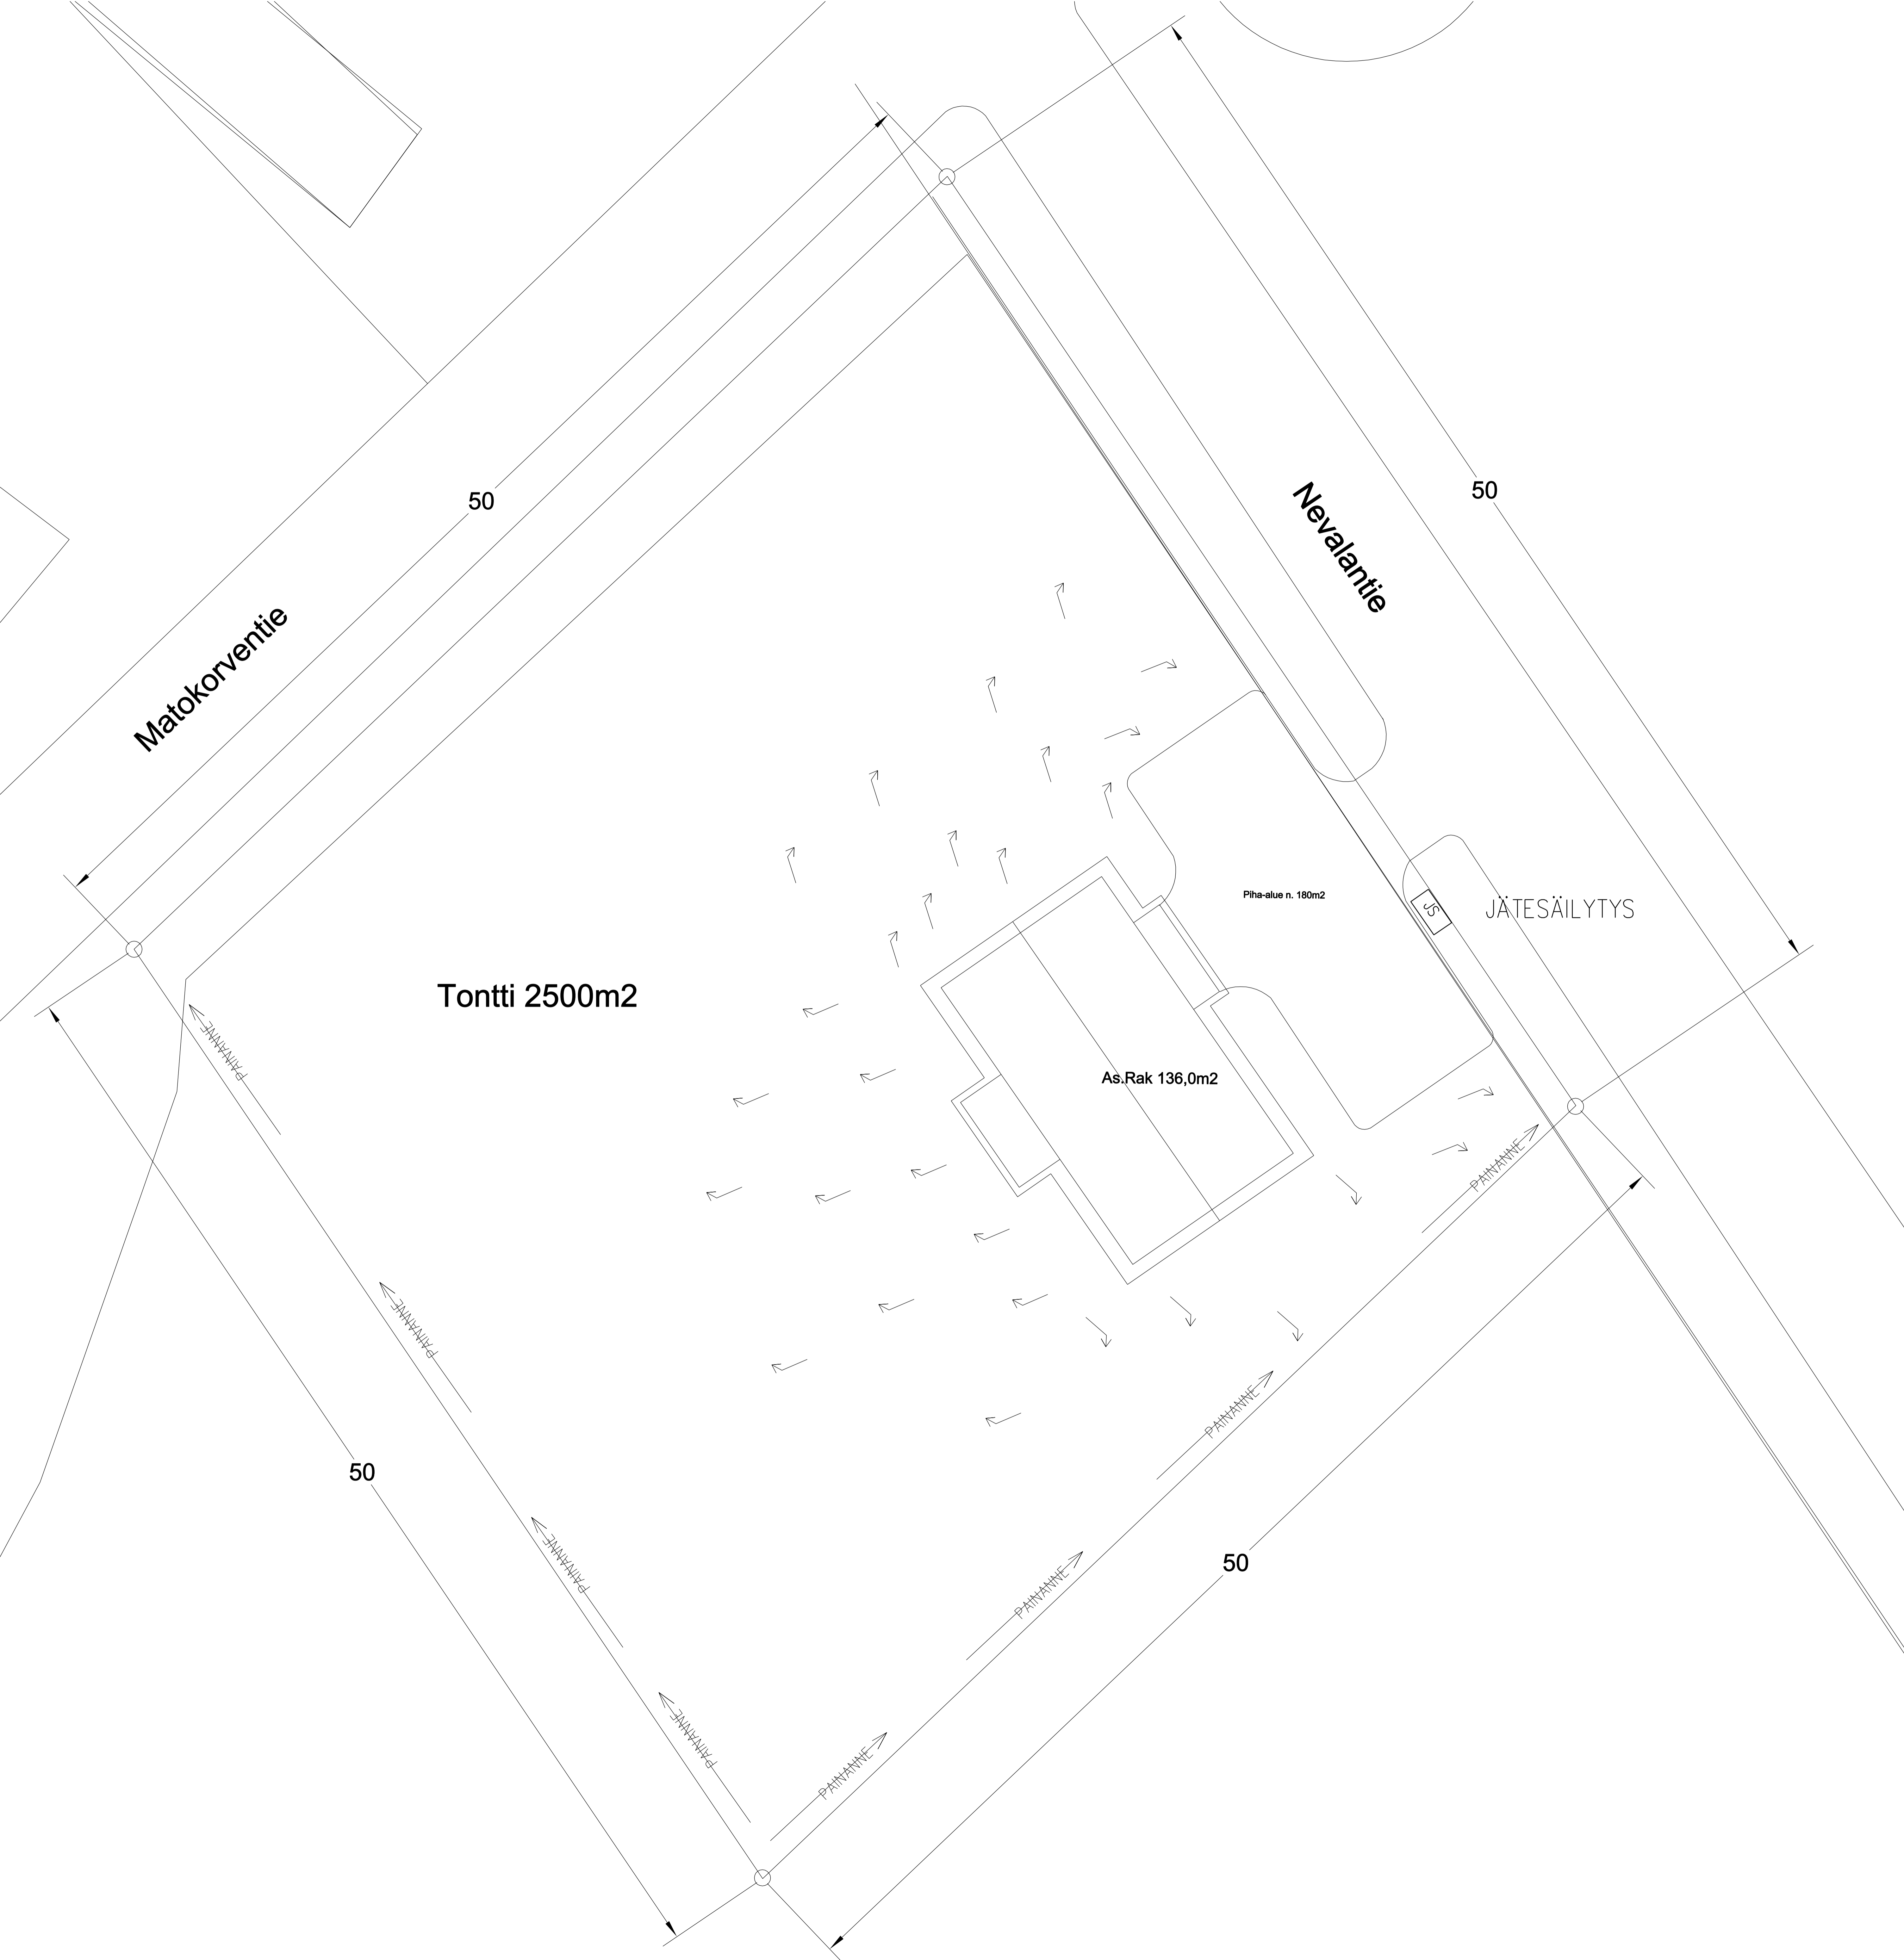 50
50
Nevalantie
Matokorventie
Piha-alue n. 180m2
JS
JÄTESÄILYTYS
Tontti 2500m2
PAINANNE
As.Rak 136,0m2
PAINANNE
PAINANNE
PAINANNE
50
50
PAINANNE
PAINANNE
PAINANNE
PAINANNE